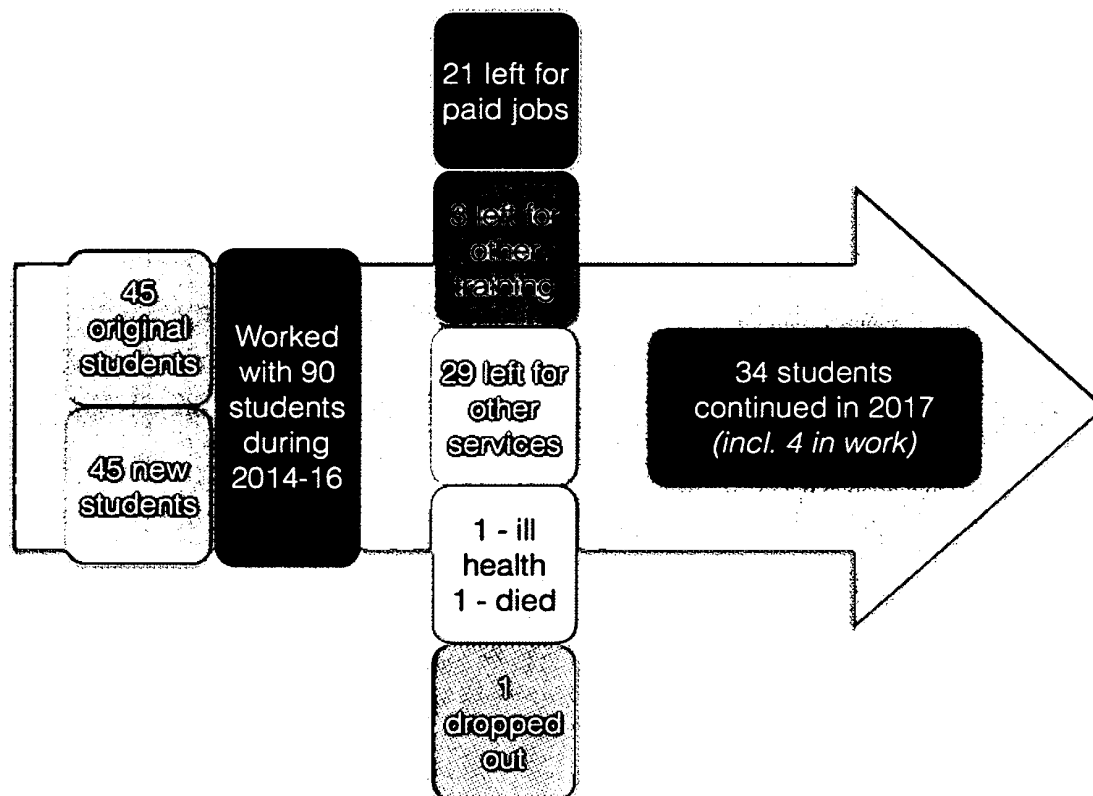 45
original
students
45 new
students
Worked
with 90
students
during
2014-16
21 left for
paid jobs
3 left for
other
training
29 left for
other
services
1 - ill
health
1 - died
1
dropped
out
34 students
continued in 2017
(incl. 4 in work)